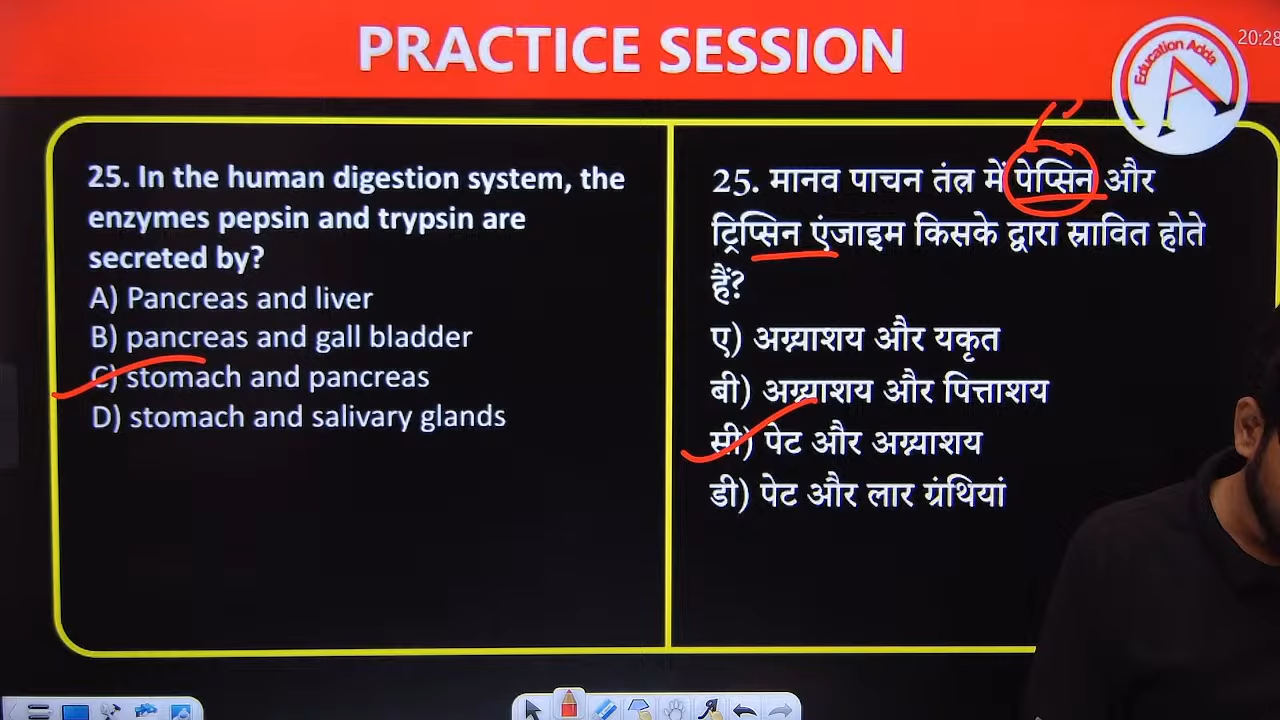 PRACTICE SESSION
Education Adda
A
20:28
25. In the human digestion system, the
enzymes pepsin and trypsin are
secreted by?
A) Pancreas and liver
B) pancreas and gall bladder
C) stomach and pancreas
D) stomach and salivary glands
25. मानव पाचन तंत्र में पेप्सिन और
ट्रिप्सिन एंजाइम किसके द्वारा स्रावित होते
हैं?
ए) अग्न्याशय और यकृत
बी) अग्न्याशय और पित्ताशय
सी) पेट और अग्न्याशय
डी) पेट और लार ग्रंथियां